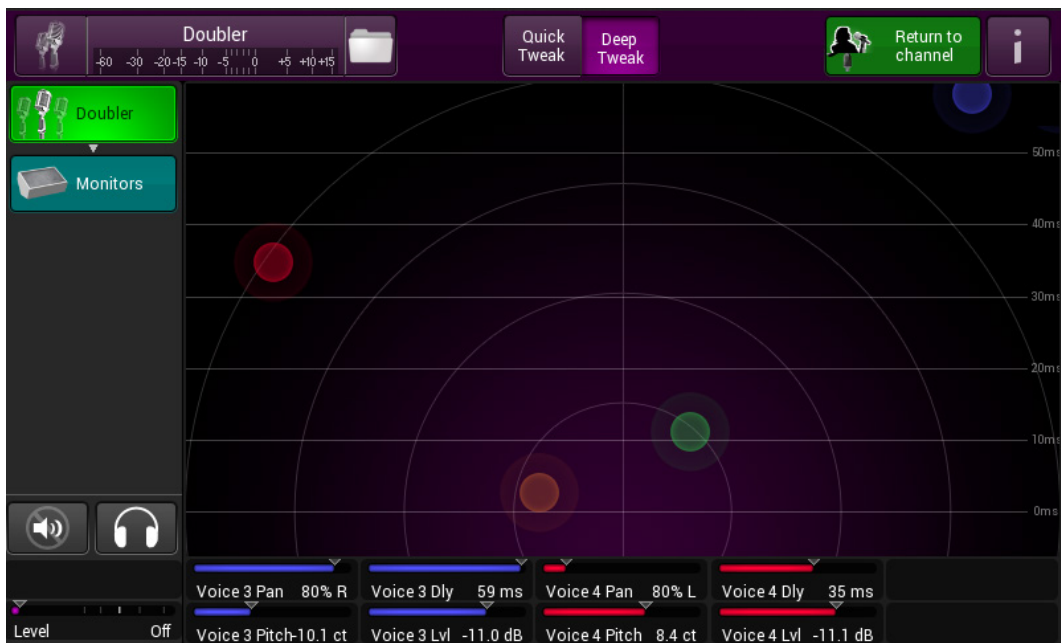 Doubler
-60 -30 -20 -15 -10 -5 0 +5 +10 +15
Quick
Tweak
Deep
Tweak
Return to
channel
i
Doubler
Monitors
50ms
40ms
30ms
20ms
10ms
0ms
Voice 3 Pan 80% R
Voice 3 Dly 59 ms
Voice 4 Pan 80% L
Voice 4 Dly 35 ms
Level Off
Voice 3 Pitch -10.1 ct
Voice 3 Lvl -11.0 dB
Voice 4 Pitch 8.4 ct
Voice 4 Lvl -11.1 dB